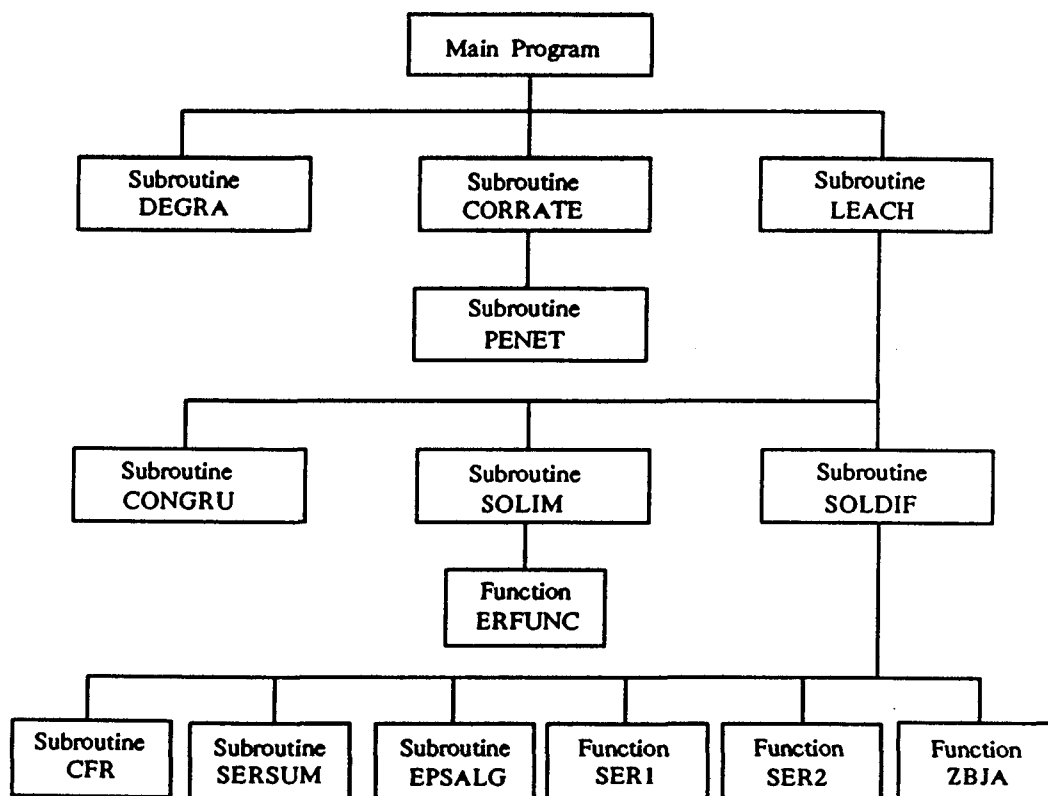 Main Program
Subroutine
DEGRA
Subroutine
CORRATE
Subroutine
LEACH
Subroutine
PENET
Subroutine
CONGRU
Subroutine
SOLIM
Subroutine
SOLDIF
Function
ERFUNC
Subroutine
CFR
Subroutine
SERSUM
Subroutine
EPSALG
Function
SER1
Function
SER2
Function
ZBJA